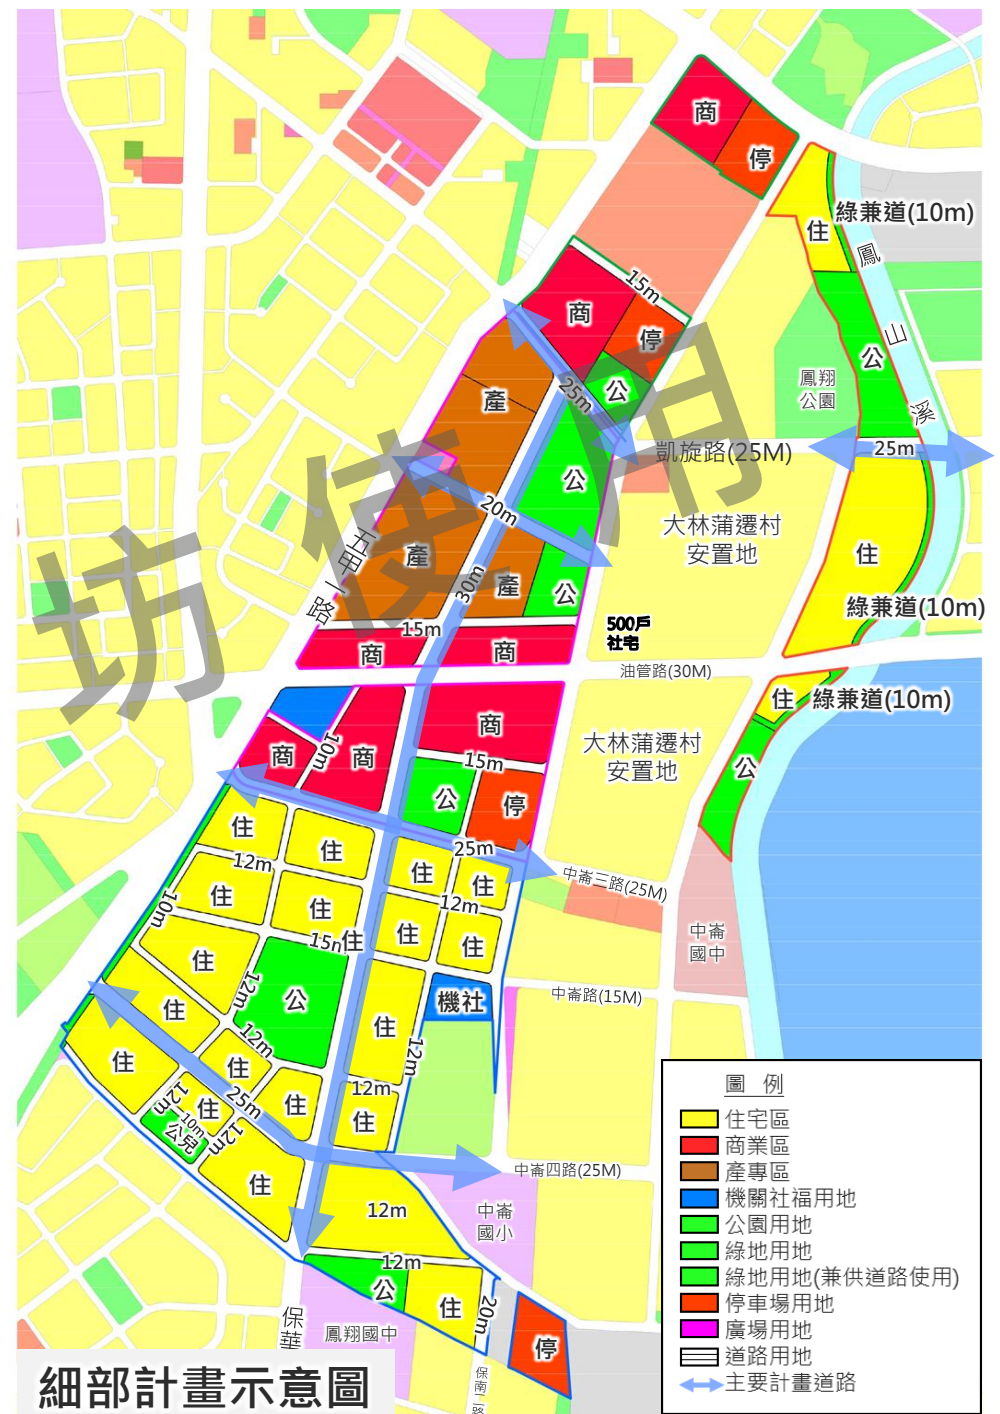 商
停
綠兼道(10m)
住
鳳
山
溪
15m
商
停
公
25m
公
鳳翔
公園
產
凱旋路(25M)
25m
公
20m
大林蒲遷村
安置地
坊使用
五甲一路
產
30m
產
公
住
綠兼道(10m)
500戶
社宅
15m
商
商
油管路(30M)
住
綠兼道(10m)
商
10m
商
商
大林蒲遷村
安置地
15m
公
停
公
住
住
25m
12m
住
住
中崙三路(25M)
住
10m
住
12m
住
住
15m
住
中崙
國中
住
12m
公
機社
中崙路(15M)
住
住
12m
12m
住
住
25m
12m
住
12m
住
10m
12m
公兒
住
住
中崙四路(25M)
12m
中崙
國小
12m
公
住
20m
停
保華
鳳翔國中
保南二路
細部計畫示意圖
圖 例
住宅區
商業區
產專區
機關社福用地
公園用地
綠地用地
綠地用地(兼供道路使用)
停車場用地
廣場用地
道路用地
主要計畫道路